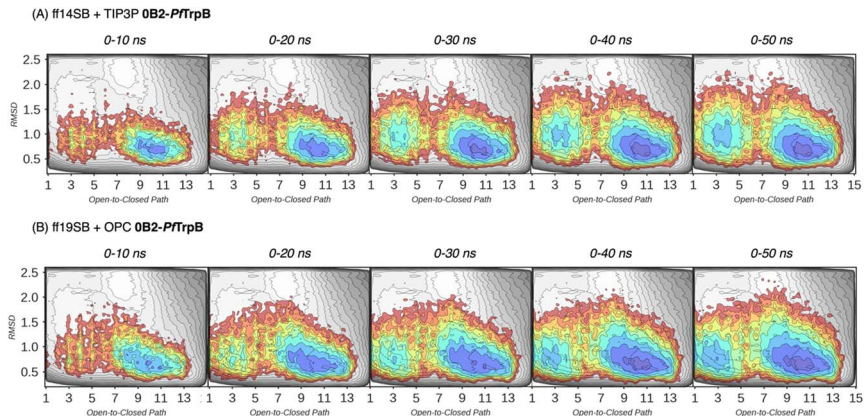 (A) ff14SB + TIP3P 0B2-PfTrpB
0-10 ns 0-20 ns 0-30 ns 0-40 ns 0-50 ns
2.5
2.0
1.5
1.0
0.5
RMSD
1 3 5 7 9 11 13 1 3 5 7 9 11 13 1 3 5 7 9 11 13 1 3 5 7 9 11 13 1 3 5 7 9 11 13 15
Open-to-Closed Path Open-to-Closed Path Open-to-Closed Path Open-to-Closed Path Open-to-Closed Path
(B) ff19SB + OPC 0B2-PfTrpB
0-10 ns 0-20 ns 0-30 ns 0-40 ns 0-50 ns
2.5
2.0
1.5
1.0
0.5
RMSD
1 3 5 7 9 11 13 1 3 5 7 9 11 13 1 3 5 7 9 11 13 1 3 5 7 9 11 13 1 3 5 7 9 11 13 15
Open-to-Closed Path Open-to-Closed Path Open-to-Closed Path Open-to-Closed Path Open-to-Closed Path